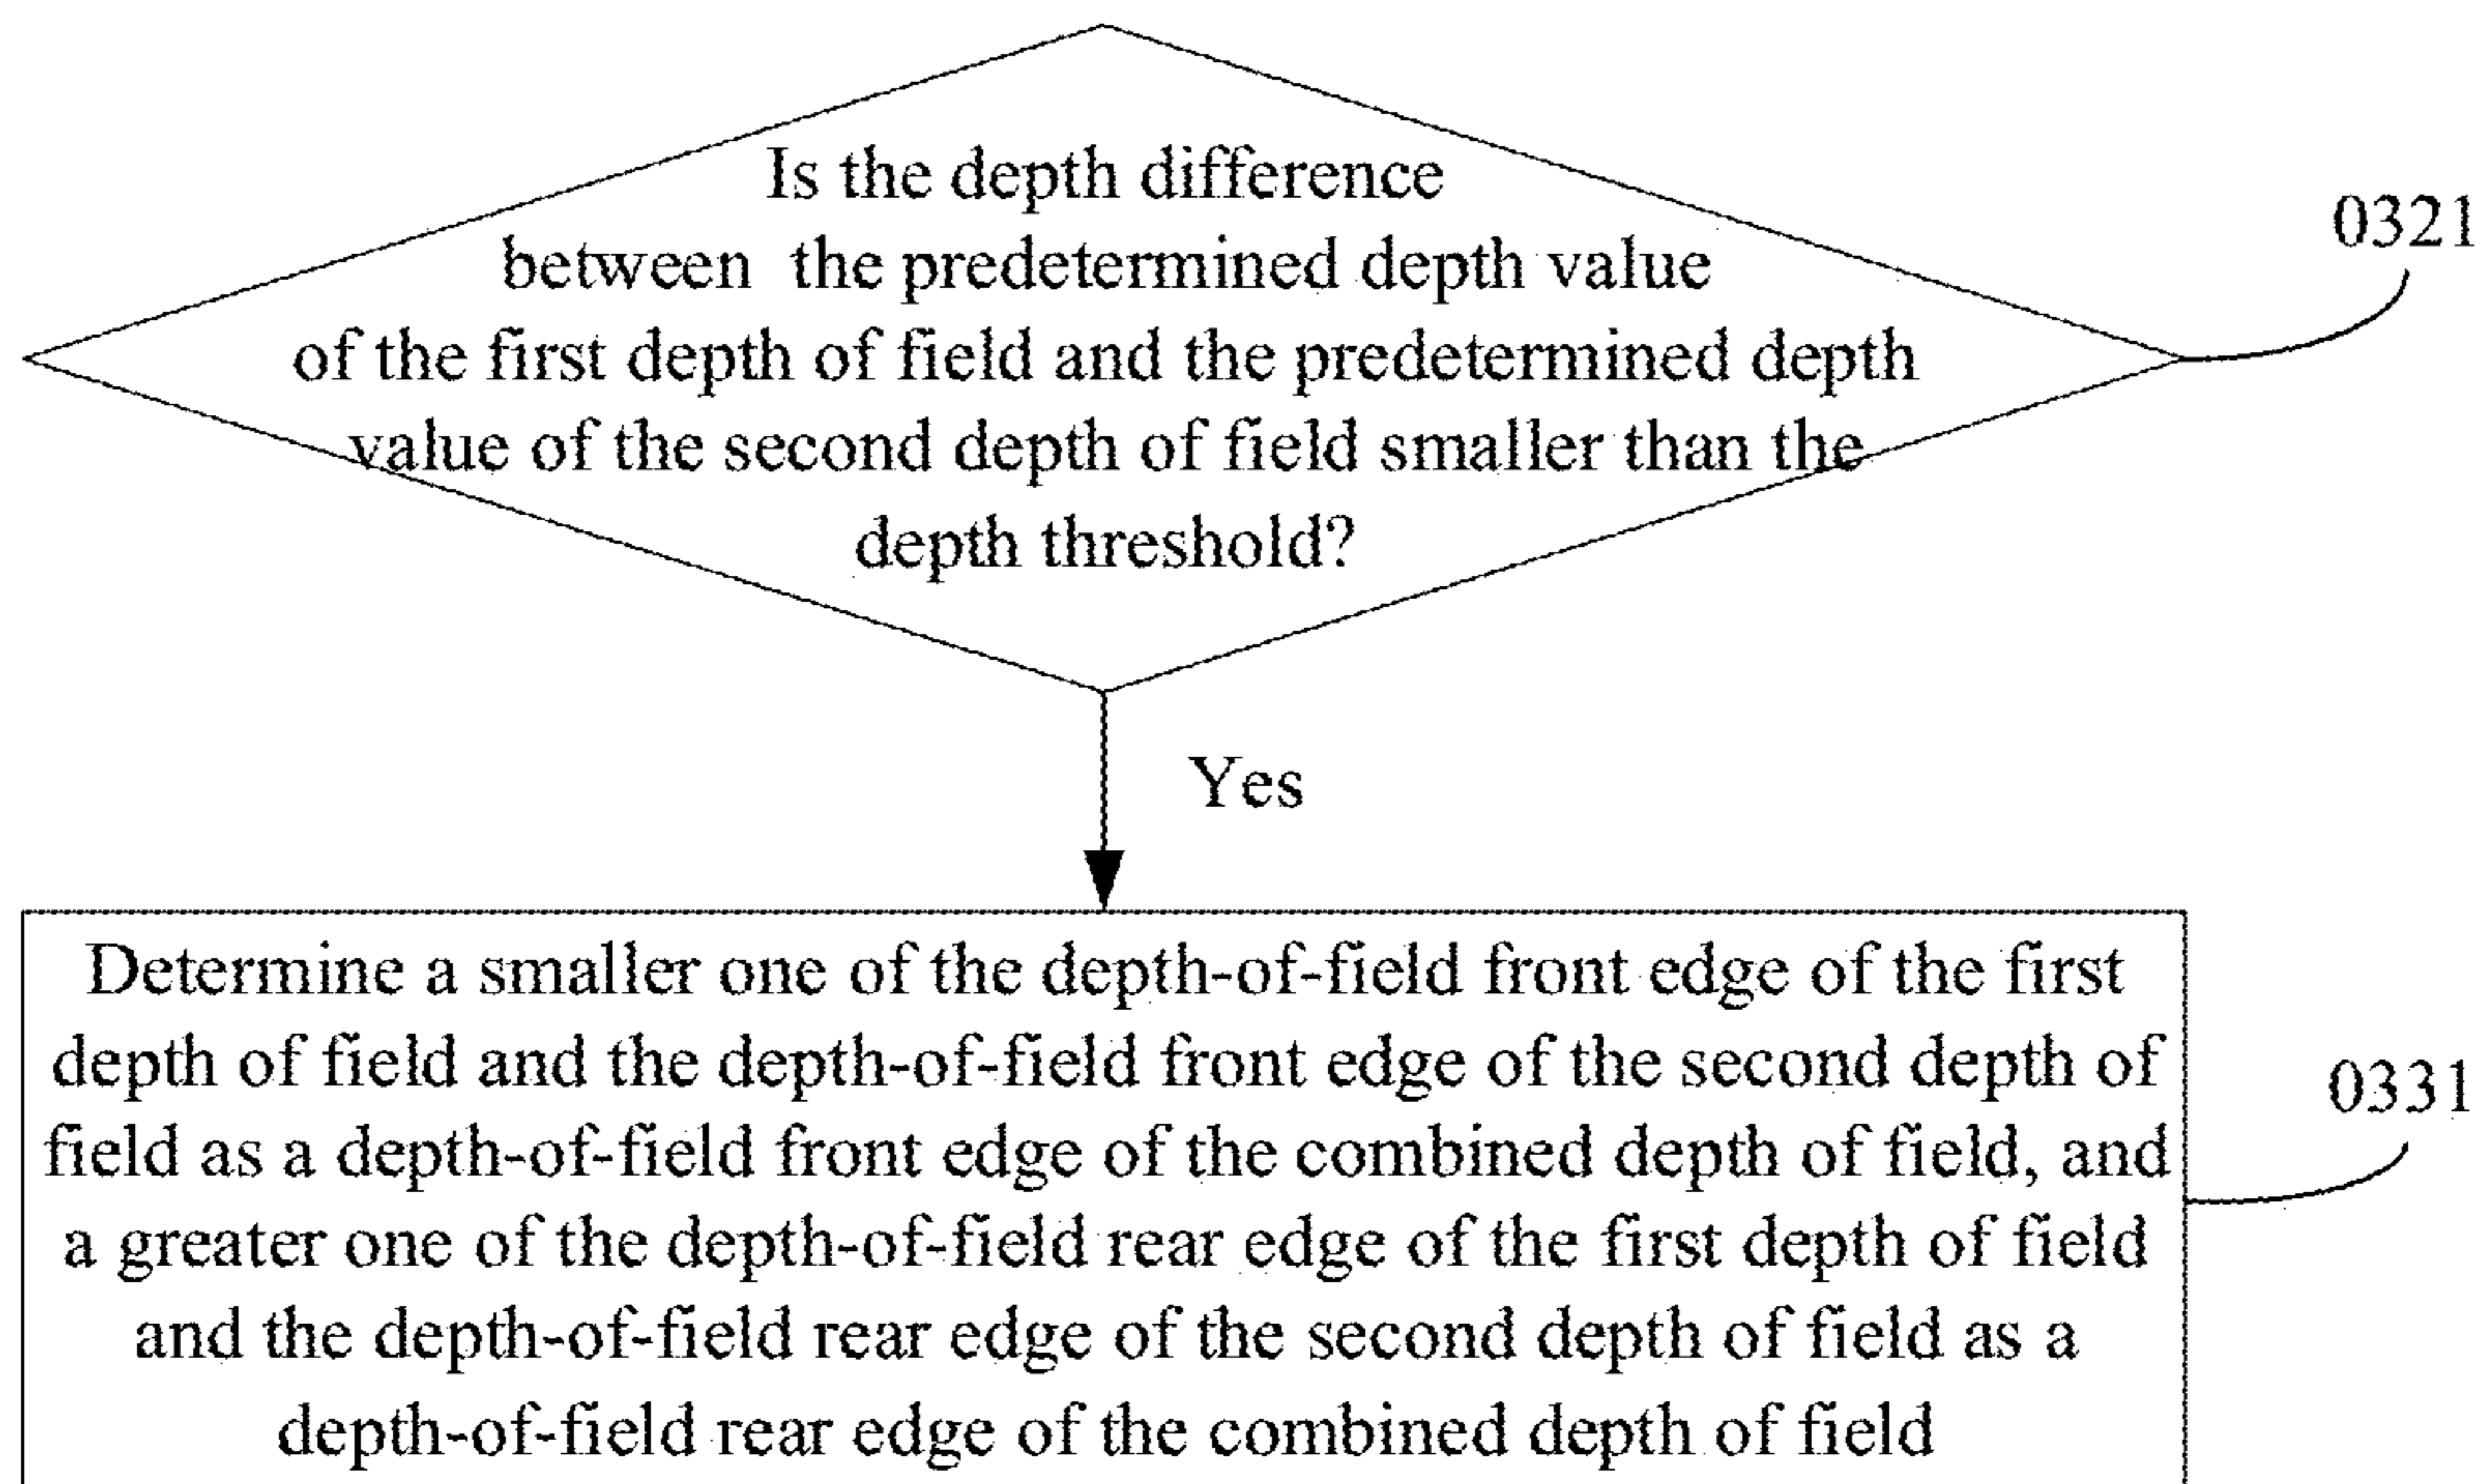 Is the depth difference
between the predetermined depth value
of the first depth of field and the predetermined depth
value of the second depth of field smaller than the
depth threshold?
0321
Yes
Determine a smaller one of the depth-of-field front edge of the first
depth of field and the depth-of-field front edge of the second depth of
field as a depth-of-field front edge of the combined depth of field, and
a greater one of the depth-of-field rear edge of the first depth of field
and the depth-of-field rear edge of the second depth of field as a
depth-of-field rear edge of the combined depth of field
0331